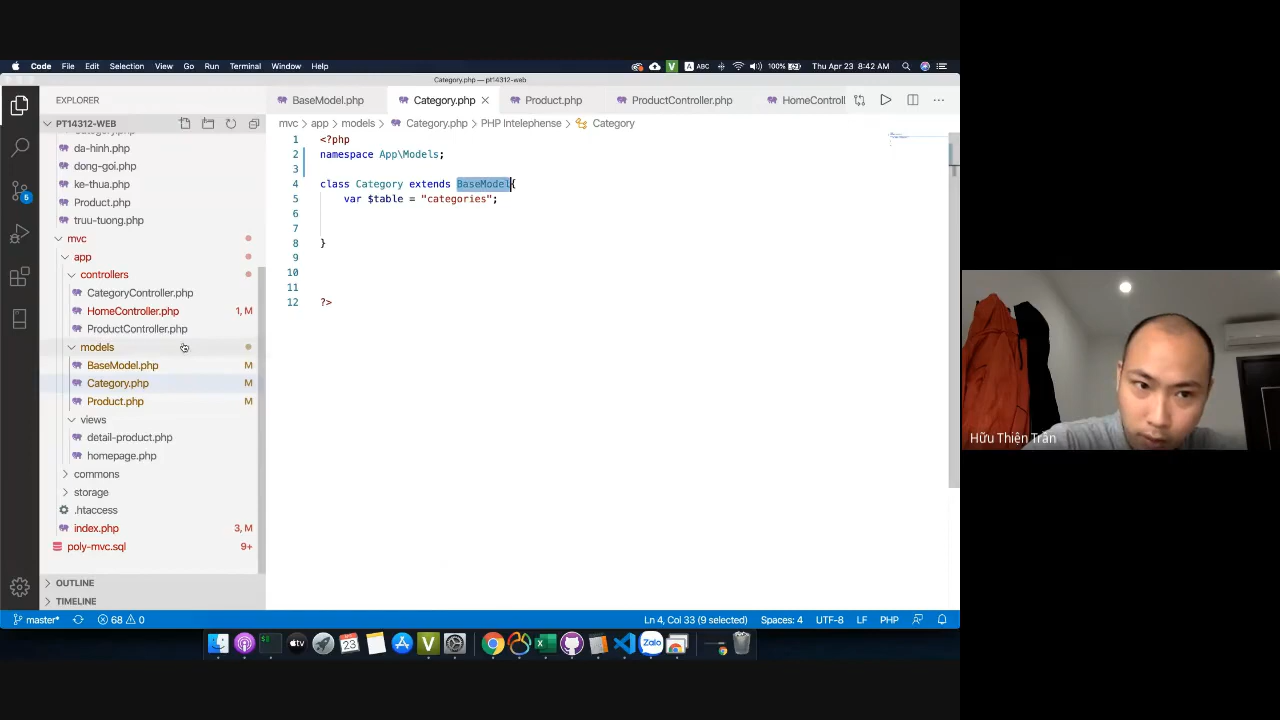 Code File Edit Selection View Go Run Terminal Window Help
V ABC 100% Thu Apr 23 8:42 AM
Category.php — pt14312-web
EXPLORER
BaseModel.php Category.php Product.php ProductController.php HomeControll
PT14312-WEB
mvc > app > models > Category.php > PHP Intelephense > Category
da-hinh.php
dong-goi.php
ke-thua.php
Product.php
truu-tuong.php
mvc
app
controllers
CategoryController.php
HomeController.php 1, M
ProductController.php
models
BaseModel.php M
Category.php M
Product.php M
views
detail-product.php
homepage.php
commons
storage
.htaccess
index.php 3, M
poly-mvc.sql 9+
OUTLINE
TIMELINE
1 <?php
2 namespace App\Models;
3
4 class Category extends BaseModel{
5 var $table = "categories";
6
7
8 }
9
10
11
12 ?>
5
master* 68 0 Ln 4, Col 33 (9 selected) Spaces: 4 UTF-8 LF PHP
23 tv V Zalo
Hữu Thiện Trần